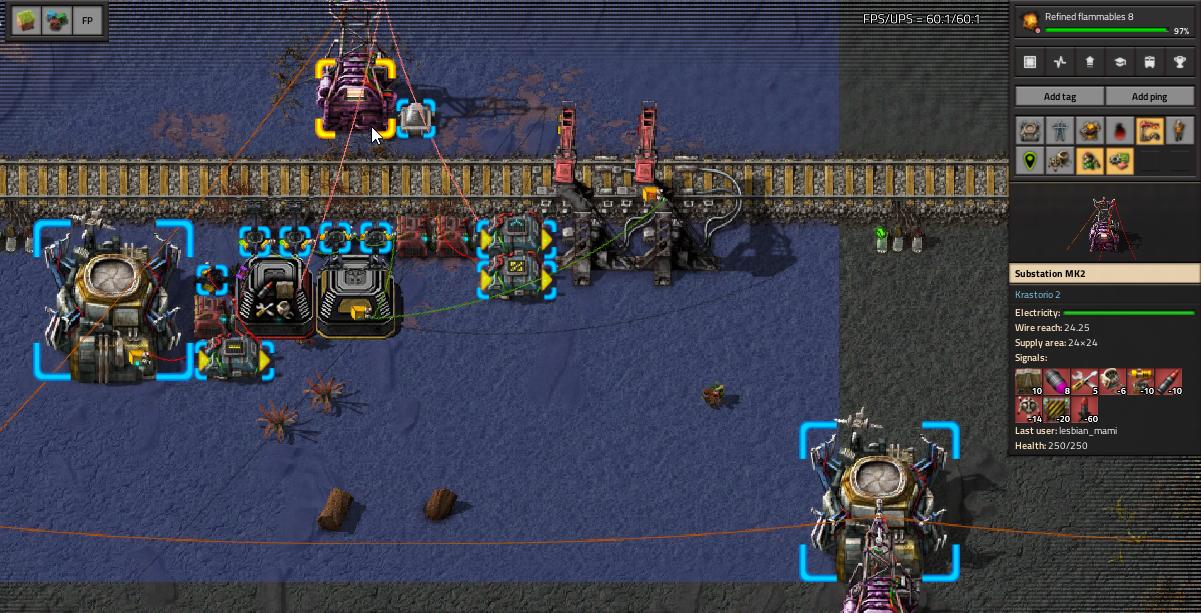 FP
FPS/UPS = 60.1/60.1
Refined flammables 8
97%
Add tag
Add ping
Substation MK2
Krastorio 2
Electricity:
Wire reach: 24.25
Supply area: 24×24
Signals:
10 8 5 -6 -10 -10
-14 -20 -60
Last user: lesbian_mami
Health: 250/250